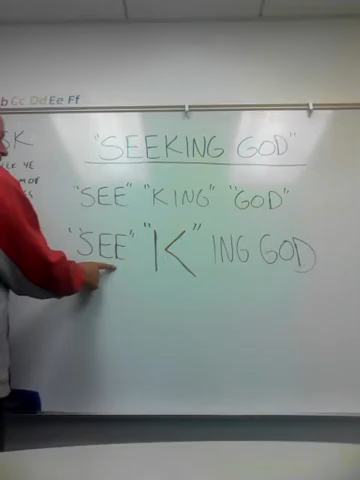 b Cc Dd Ee Ff
"SEEKING GOD"
"SEE" "KING" "GOD"
"SEE" "K" ING GOD